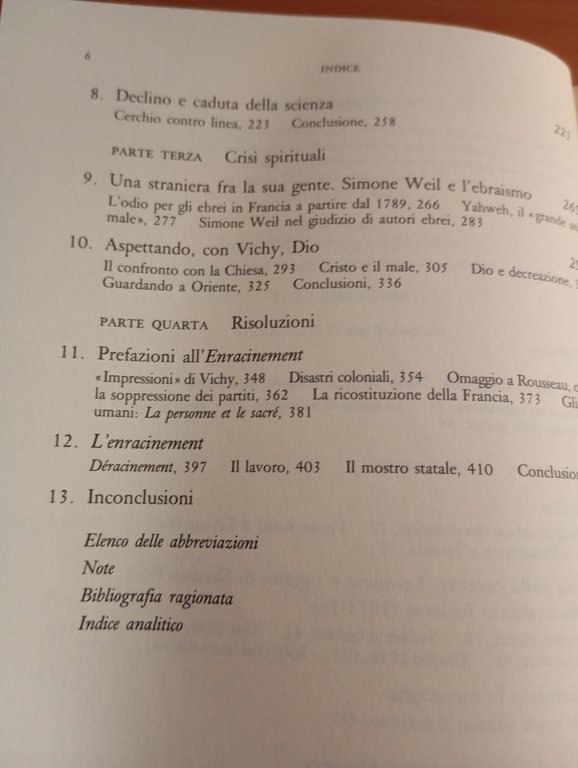 6
INDICE
8. Declino e caduta della scienza 221
Cerchio contro linea, 223 Conclusione, 258
PARTE TERZA Crisi spirituali
9. Una straniera fra la sua gente. Simone Weil e l'ebraismo
L'odio per gli ebrei in Francia a partire dal 1789, 266 Yahweh, il «grande
male», 277 Simone Weil nel giudizio di autori ebrei, 283
10. Aspettando, con Vichy, Dio
Il confronto con la Chiesa, 293 Cristo e il male, 305 Dio e decreazione,
Guardando a Oriente, 325 Conclusioni, 336
PARTE QUARTA Risoluzioni
11. Prefazioni all'Enracinement
«Impressioni» di Vichy, 348 Disastri coloniali, 354 Omaggio a Rousseau,
la soppressione dei partiti, 362 La ricostituzione della Francia, 373 Gli
umani: La personne et le sacré, 381
12. L'enracinement
Déracinement, 397 Il lavoro, 403 Il mostro statale, 410
13. Inconclusioni
Elenco delle abbreviazioni
Note
Bibliografia ragionata
Indice analitico